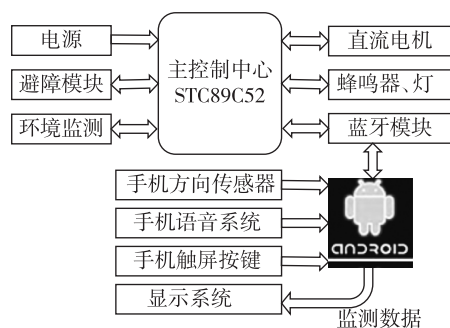 电源
避障模块
环境监测
主控制中心
STC89C52
直流电机
蜂鸣器、灯
蓝牙模块
手机方向传感器
手机语音系统
手机触屏按键
显示系统
ANDROID
监测数据